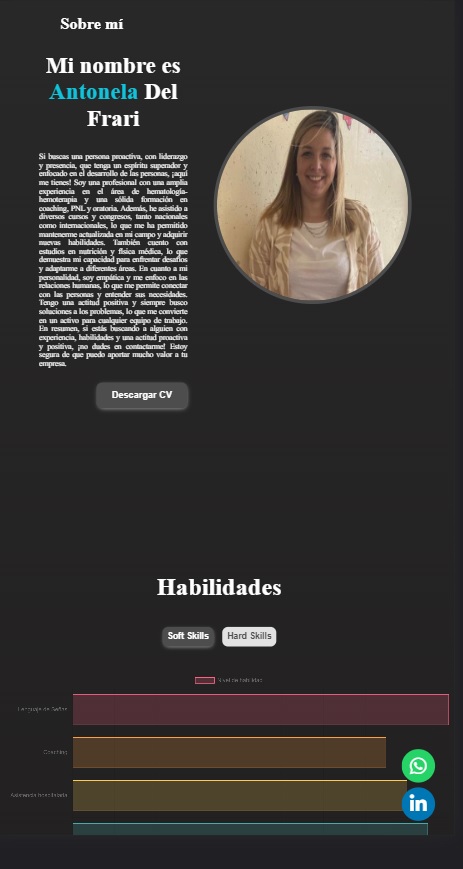 Sobre mí
Mi nombre es
Antonela Del
Frari
Si buscas una persona proactiva, con liderazgo
y presencia, que tenga un espíritu superador y
enfocado en el desarrollo de las personas, ¡aquí
me tienes! Soy una profesional con una amplia
experiencia en el área de hematología-
hemoterapia y una sólida formación en
coaching, PNL y oratoria. Además, he asistido a
diversos cursos y congresos, tanto nacionales
como internacionales, lo que me ha permitido
mantenerme actualizada en mi campo y adquirir
nuevas habilidades. También cuento con
estudios en nutrición y física médica, lo que
demuestra mi capacidad para enfrentar desafíos
y adaptarme a diferentes áreas. En cuanto a mi
personalidad, soy empática y me enfoco en las
relaciones humanas, lo que me permite conectar
con las personas y entender sus necesidades.
Tengo una actitud positiva y siempre busco
soluciones a los problemas, lo que me convierte
en un activo para cualquier equipo de trabajo.
En resumen, si estás buscando a alguien con
experiencia, habilidades y una actitud proactiva
y positiva, ¡no dudes en contactarme! Estoy
segura de que puedo aportar mucho valor a tu
empresa.
Descargar CV
Habilidades
Soft Skills Hard Skills
Nivel de habilidad
Lenguaje de Señas
Coaching
Asistencia hospitalaria
in